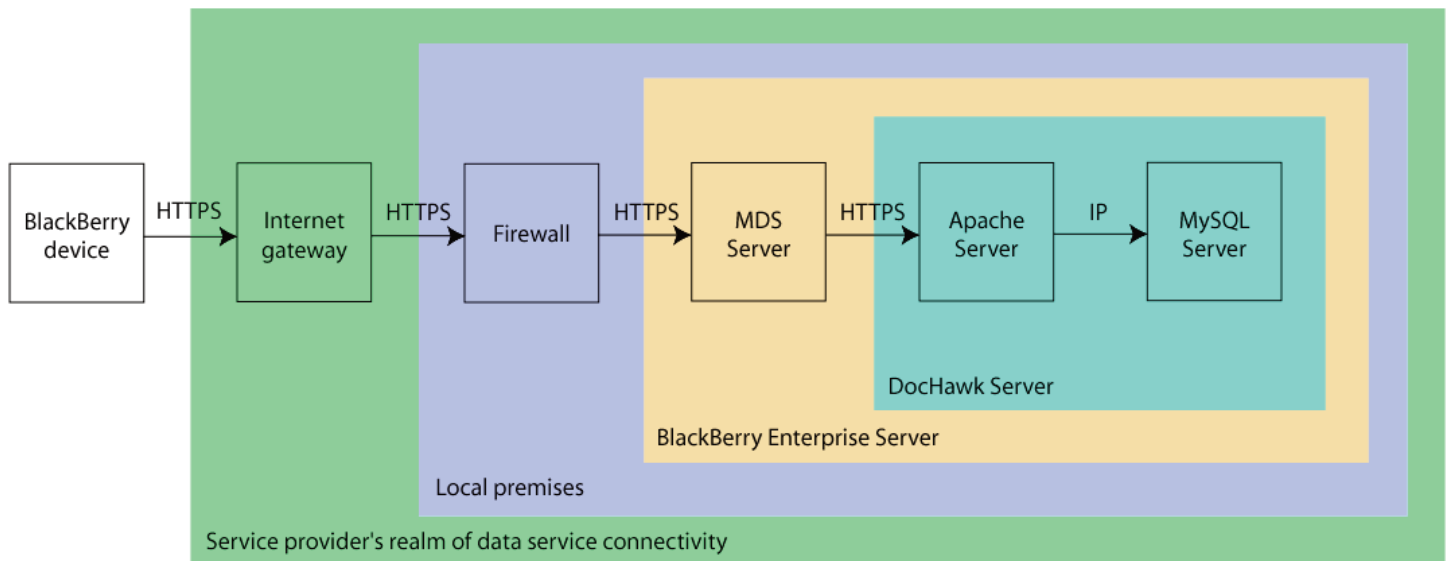 BlackBerry
device
HTTPS
Internet
gateway
HTTPS
Firewall
HTTPS
MDS
Server
HTTPS
Apache
Server
IP
MySQL
Server
DocHawk Server
BlackBerry Enterprise Server
Local premises
Service provider's realm of data service connectivity